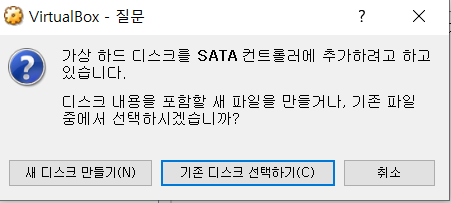 VirtualBox - 질문
가상 하드 디스크를 SATA 컨트롤러에 추가하려고 하고
있습니다.
디스크 내용을 포함할 새 파일을 만들거나, 기존 파일
중에서 선택하시겠습니까?
새 디스크 만들기(N) 기존 디스크 선택하기(C) 취소